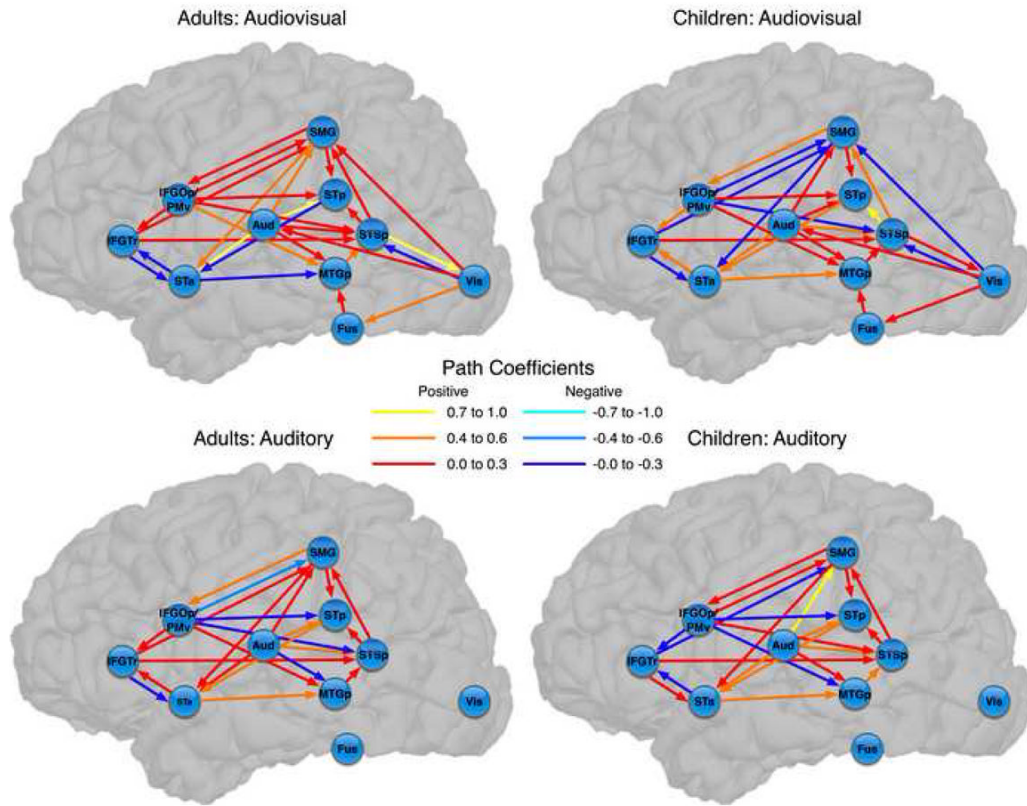 Adults: Audiovisual
Children: Audiovisual
SMG
IFGOp/
PMv
STp
Aud
IFGTr
STSp
STa
MTGp
Vis
Fus
SMG
IFGOp/
PMv
STp
Aud
IFGTr
STSp
STa
MTGp
Vis
Fus
Path Coefficients
Positive Negative
0.7 to 1.0 -0.7 to -1.0
0.4 to 0.6 -0.4 to -0.6
0.0 to 0.3 -0.0 to -0.3
Adults: Auditory
Children: Auditory
SMG
IFGOp/
PMv
STp
Aud
IFGTr
STSp
STa
MTGp
Vis
Fus
SMG
IFGOp/
PMv
STp
Aud
IFGTr
STSp
STa
MTGp
Vis
Fus